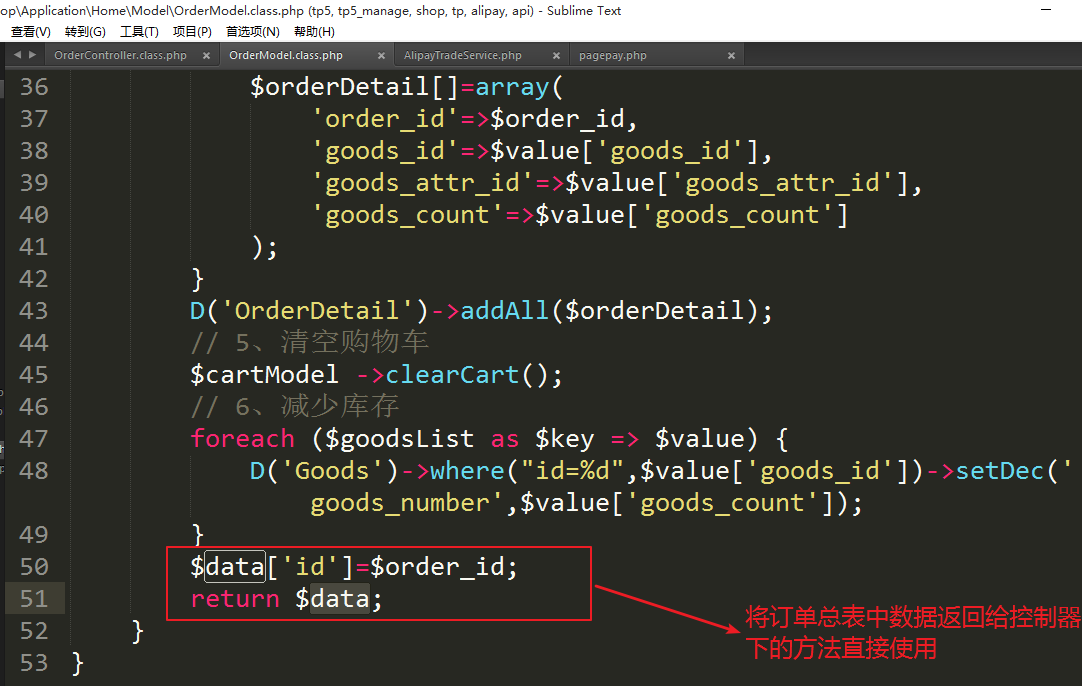 op\Application\Home\Model\OrderModel.class.php (tp5, tp5_manage, shop, tp, alipay, api) - Sublime Text
查看(V) 转到(G) 工具(T) 项目(P) 首选项(N) 帮助(H)
OrderController.class.php × OrderModel.class.php × AlipayTradeService.php × pagepay.php ×
36 $orderDetail[]=array(
37 'order_id'=>$order_id,
38 'goods_id'=>$value['goods_id'],
39 'goods_attr_id'=>$value['goods_attr_id'],
40 'goods_count'=>$value['goods_count']
41 );
42 }
43 D('OrderDetail')->addAll($orderDetail);
44 // 5、清空购物车
45 $cartModel ->clearCart();
46 // 6、减少库存
47 foreach ($goodsList as $key => $value) {
48 D('Goods')->where("id=%d",$value['goods_id'])->setDec('
goods_number',$value['goods_count']);
49 }
50 $data['id']=$order_id;
51 return $data;
52 }
53 }
将订单总表中数据返回给控制器
下的方法直接使用